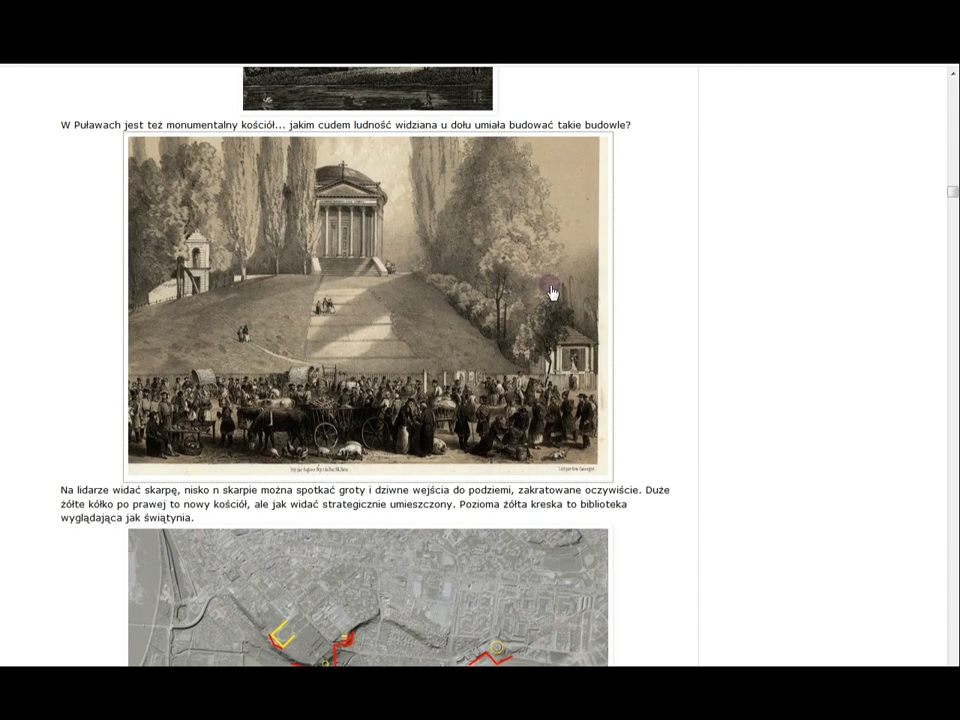 W Puławach jest też monumentalny kościół... jakim cudem ludność widziana u dołu umiała budować takie budowle?
Na lidarze widać skarpę, nisko n skarpie można spotkać groty i dziwne wejścia do podziemi, zakratowane oczywiście. Duże
żółte kółko po prawej to nowy kościół, ale jak widać strategicznie umieszczony. Pozioma żółta kreska to biblioteka
wyglądająca jak świątynia.